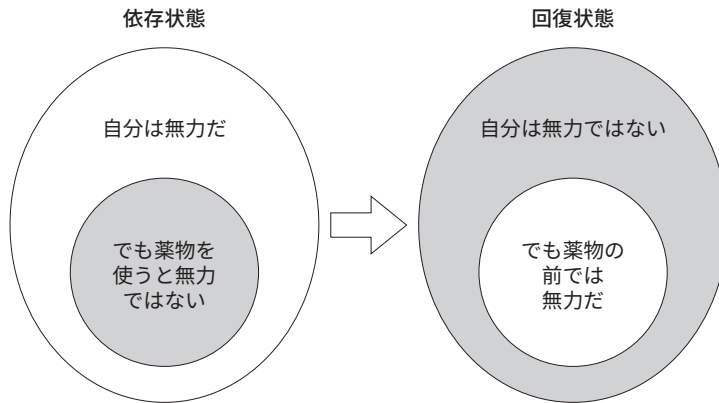 依存状態
自分は無力だ
でも薬物を
使うと無力
ではない
回復状態
自分は無力ではない
でも薬物の
前では
無力だ